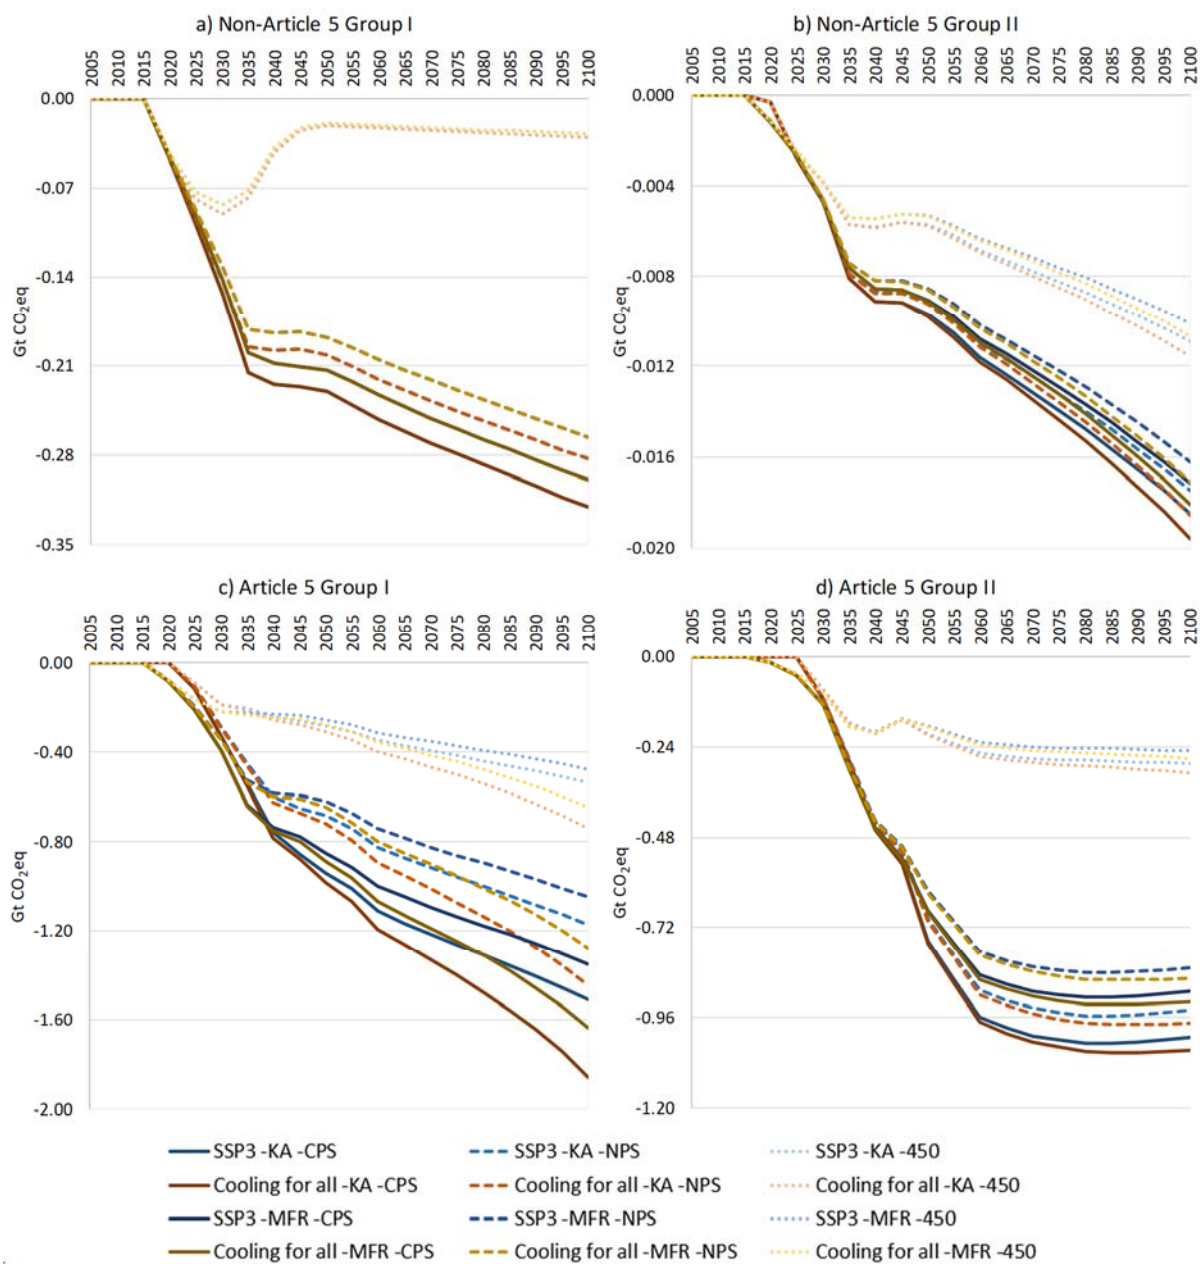 a) Non-Article 5 Group I
2005 2010 2015 2020 2025 2030 2035 2040 2045 2050 2055 2060 2065 2070 2075 2080 2085 2090 2095 2100
0.00
-0.07
-0.14
-0.21
-0.28
-0.35
Gt CO₂eq
b) Non-Article 5 Group II
2005 2010 2015 2020 2025 2030 2035 2040 2045 2050 2055 2060 2065 2070 2075 2080 2085 2090 2095 2100
0.000
-0.004
-0.008
-0.012
-0.016
-0.020
Gt CO₂eq
c) Article 5 Group I
2005 2010 2015 2020 2025 2030 2035 2040 2045 2050 2055 2060 2065 2070 2075 2080 2085 2090 2095 2100
0.00
-0.40
-0.80
-1.20
-1.60
-2.00
Gt CO₂eq
d) Article 5 Group II
2005 2010 2015 2020 2025 2030 2035 2040 2045 2050 2055 2060 2065 2070 2075 2080 2085 2090 2095 2100
0.00
-0.24
-0.48
-0.72
-0.96
-1.20
Gt CO₂eq
SSP3 -KA -CPS
SSP3 -KA -NPS
SSP3 -KA -450
Cooling for all -KA -CPS
Cooling for all -KA -NPS
Cooling for all -KA -450
SSP3 -MFR -CPS
SSP3 -MFR -NPS
SSP3 -MFR -450
Cooling for all -MFR -CPS
Cooling for all -MFR -NPS
Cooling for all -MFR -450